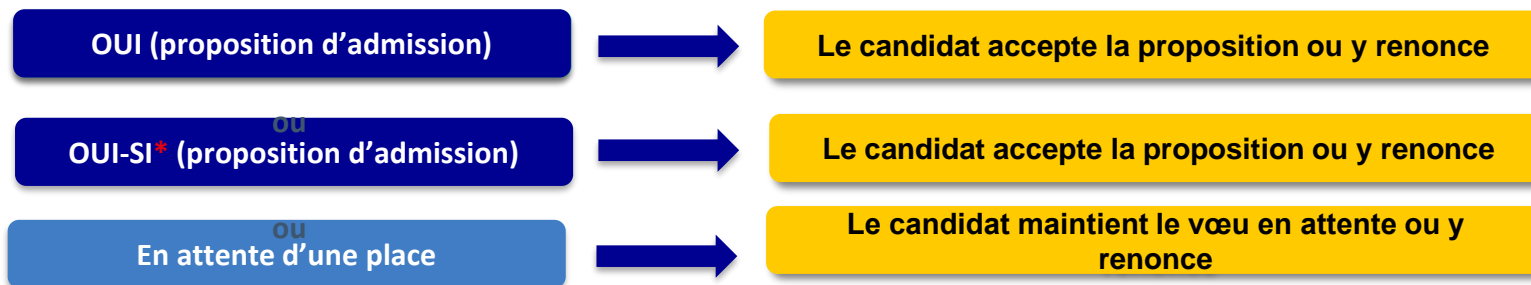 OUI (proposition d’admission)
Le candidat accepte la proposition ou y renonce
ou
OUI-SI* (proposition d’admission)
Le candidat accepte la proposition ou y renonce
ou
En attente d’une place
Le candidat maintient le vœu en attente ou y
renonce